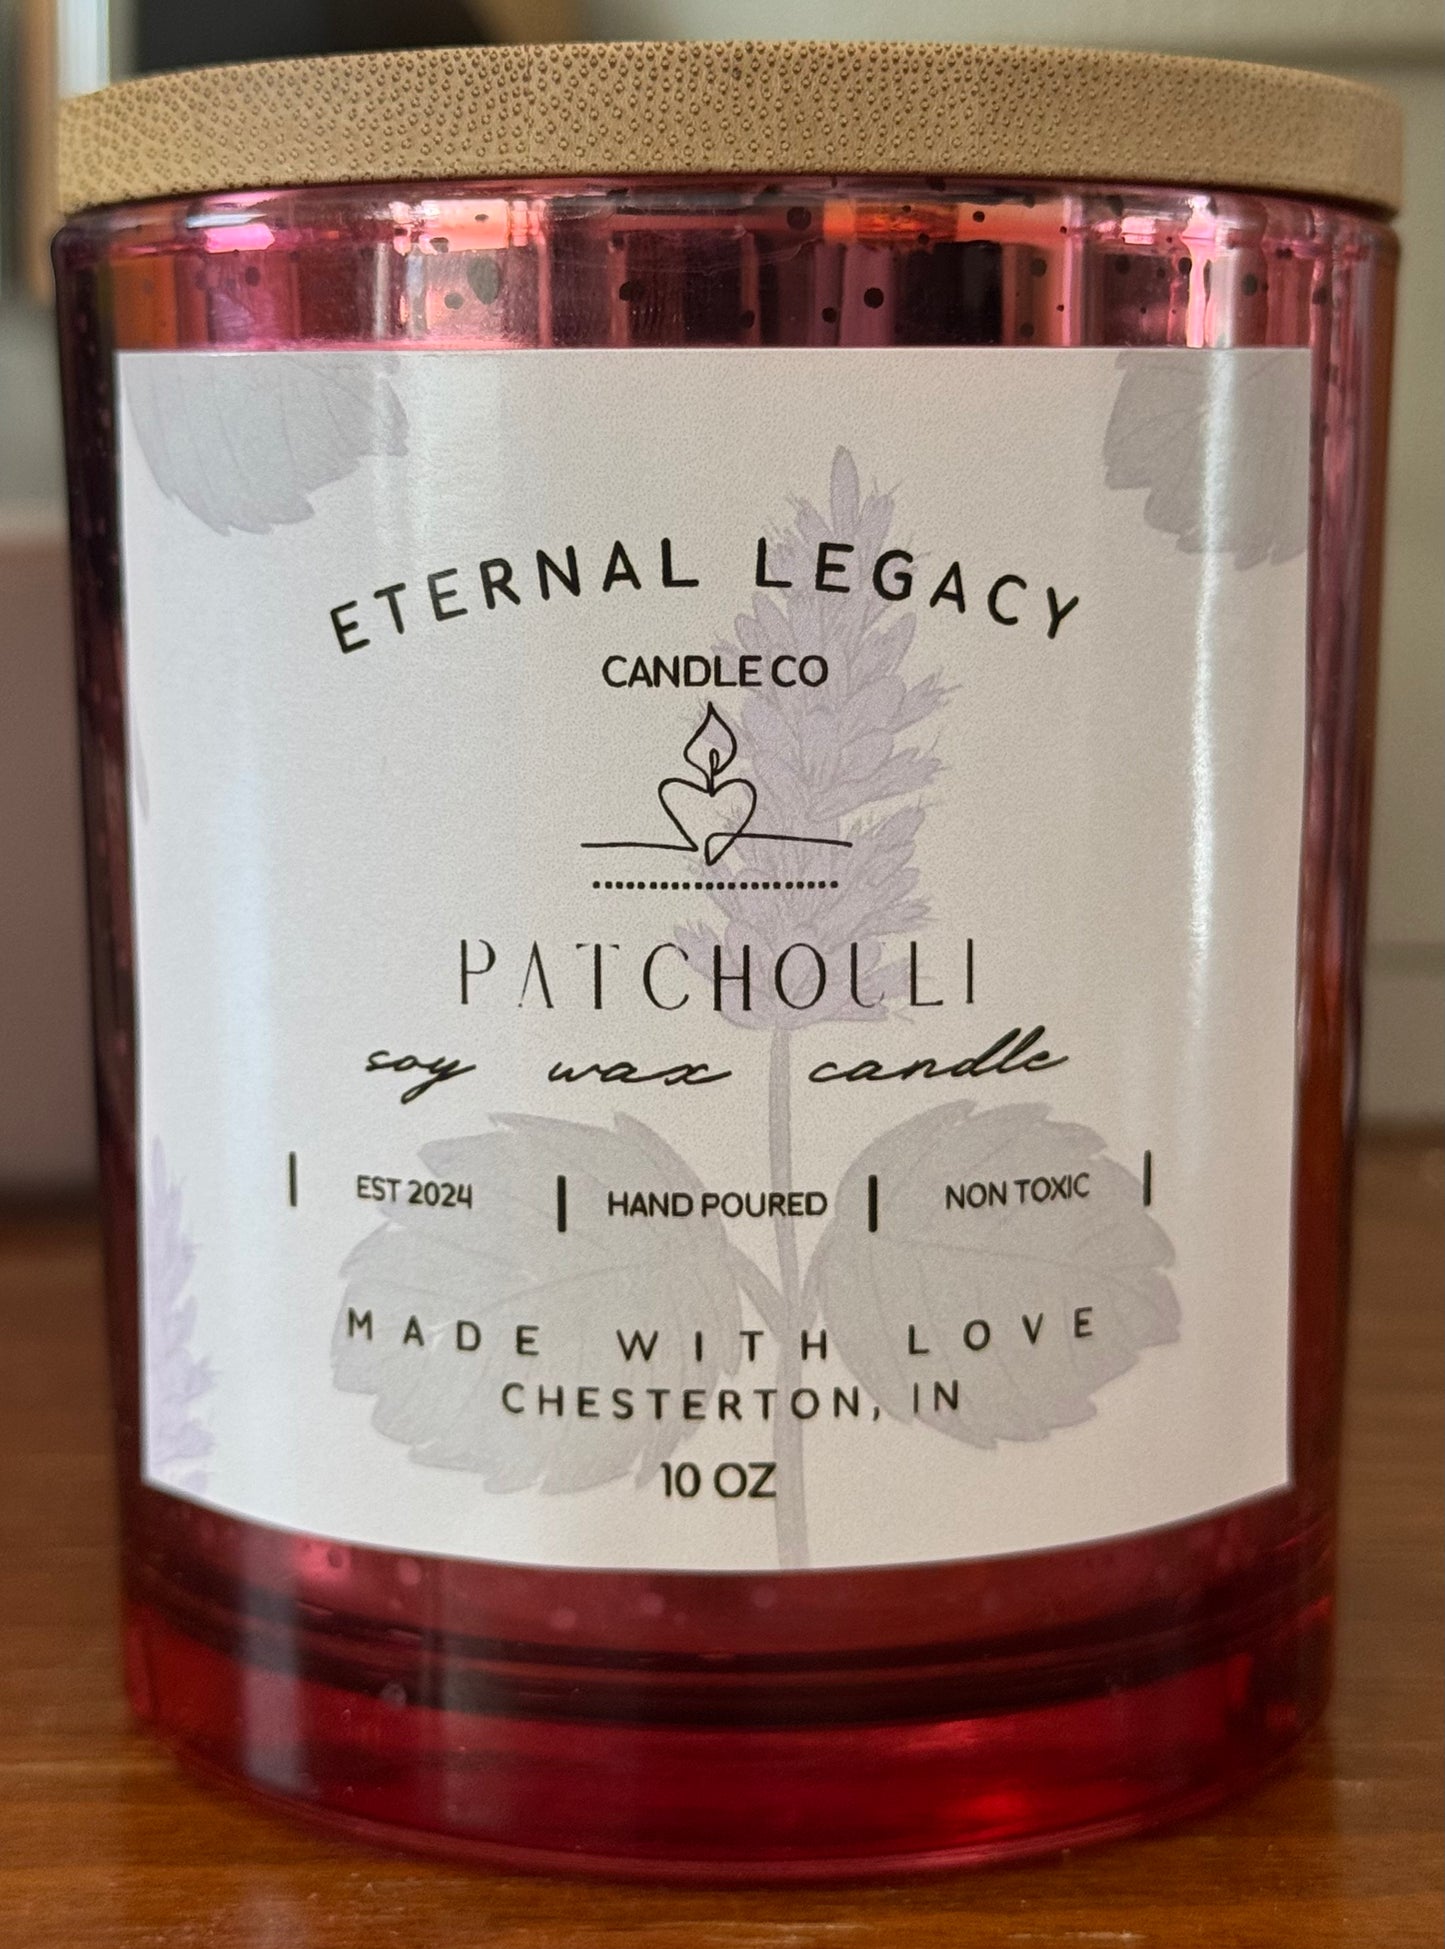 ETERNAL LEGACY
CANDLE CO
PATCHOULI
soy wax candle
| EST 2024 | HAND POURED | NON TOXIC |
MADE WITH LOVE
CHESTERTON, IN
10 OZ